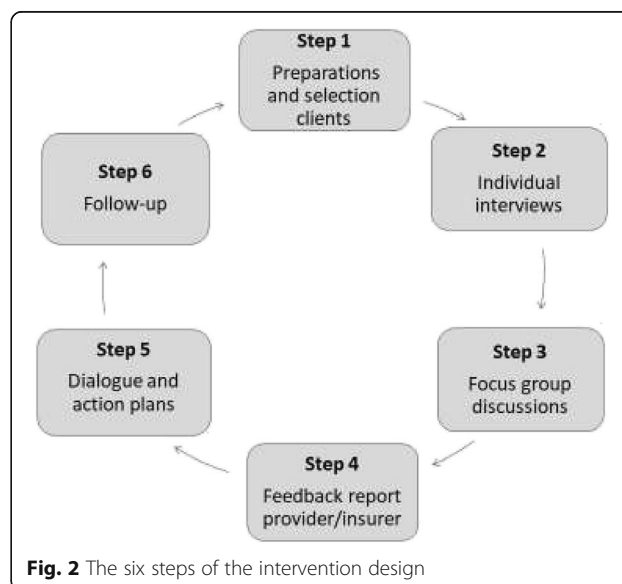 Step 1
Preparations
and selection
clients
Step 2
Individual
interviews
Step 3
Focus group
discussions
Step 4
Feedback report
provider/insurer
Step 5
Dialogue and
action plans
Step 6
Follow-up
Fig. 2 The six steps of the intervention design